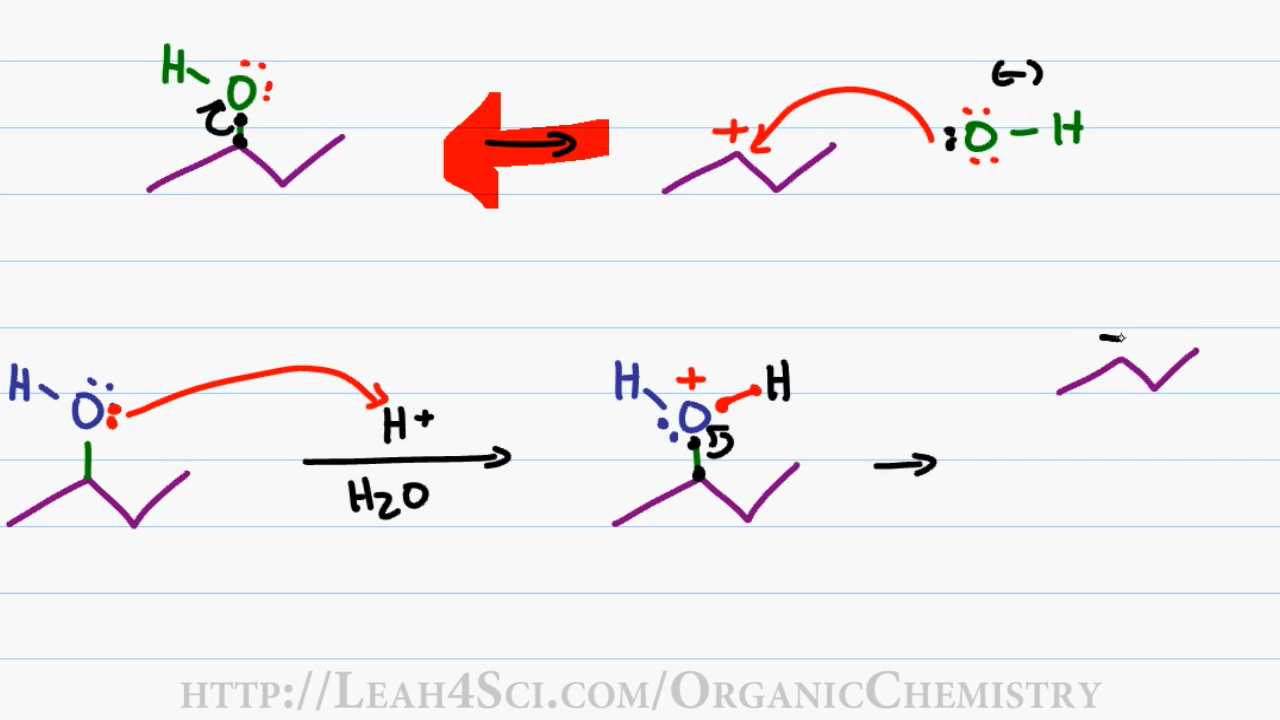 H O (-)
+ :O - H
H O H+ H + O H
H2O
HTTP://LEAH4SCI.COM/ORGANICCHEMISTRY